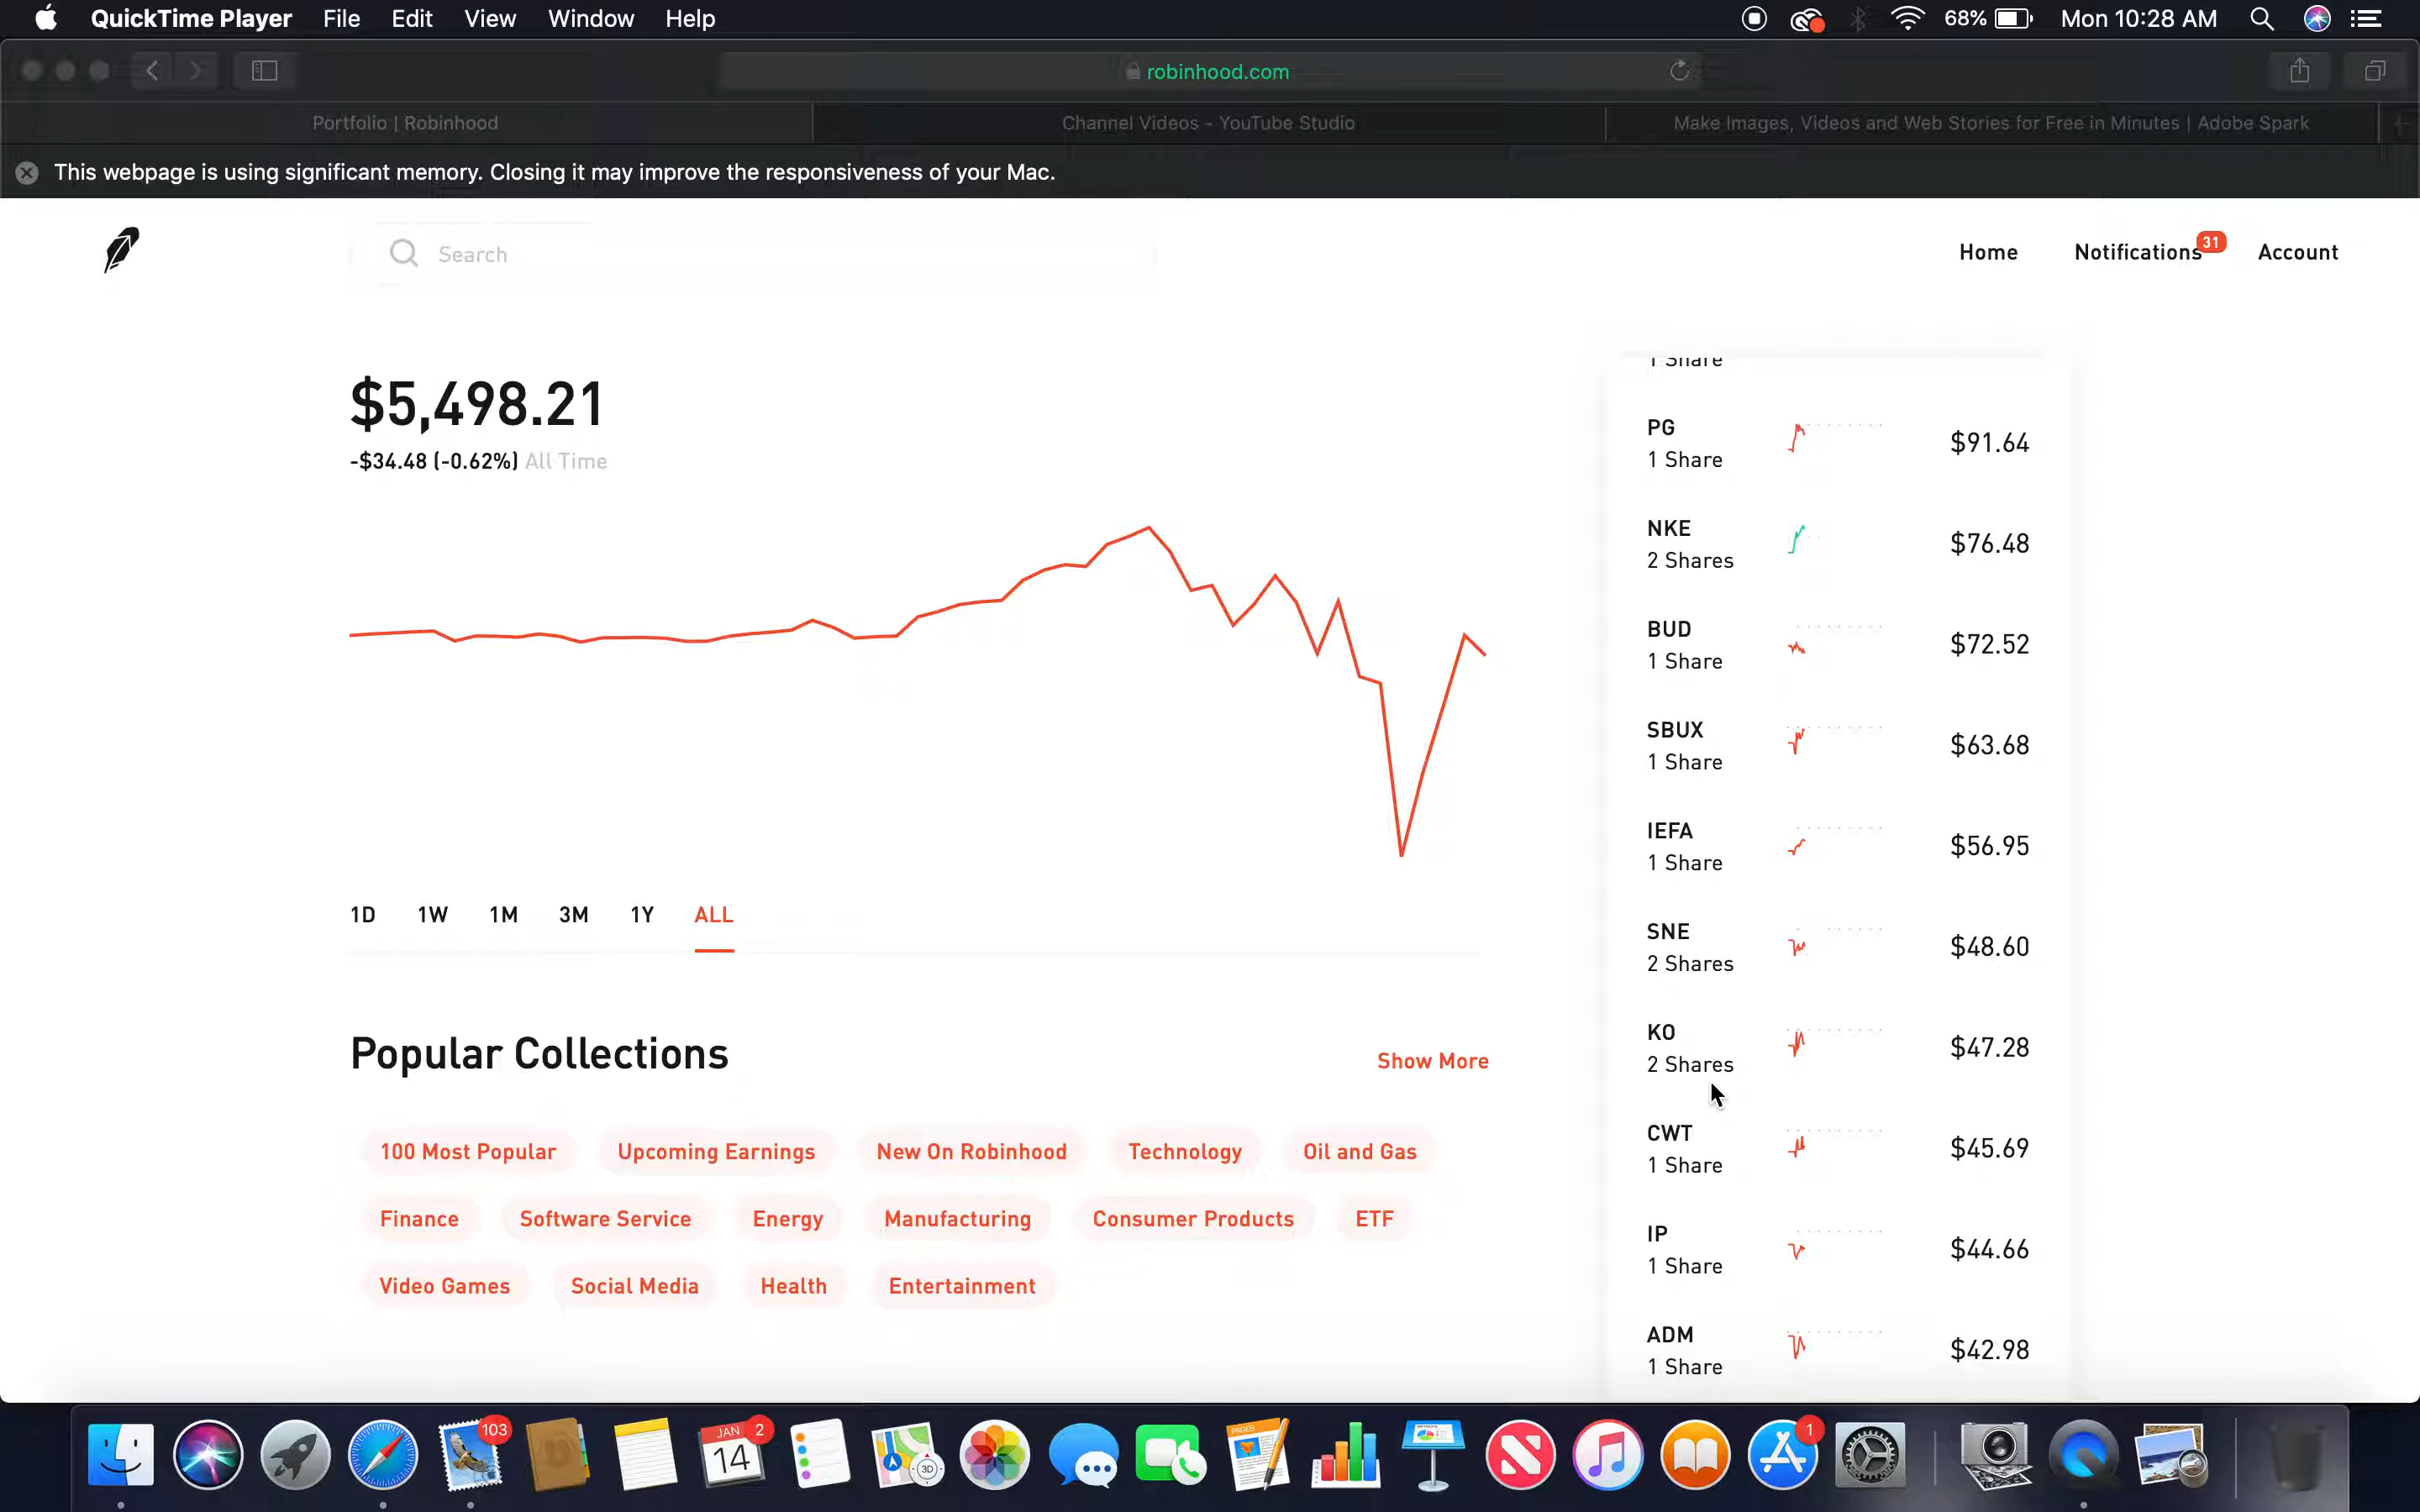 QuickTime Player File Edit View Window Help 68% Mon 10:28 AM
robinhood.com
Portfolio | Robinhood Channel Videos - YouTube Studio Make Images, Videos and Web Stories for Free in Minutes | Adobe Spark
This webpage is using significant memory. Closing it may improve the responsiveness of your Mac.
Search Home Notifications 31 Account
$5,498.21
-$34.48 (-0.62%) All Time
1D 1W 1M 3M 1Y ALL
Popular Collections Show More
100 Most Popular Upcoming Earnings New On Robinhood Technology Oil and Gas
Finance Software Service Energy Manufacturing Consumer Products ETF
Video Games Social Media Health Entertainment
1 Share
PG $91.64
1 Share
NKE $76.48
2 Shares
BUD $72.52
1 Share
SBUX $63.68
1 Share
IEFA $56.95
1 Share
SNE $48.60
2 Shares
KO $47.28
2 Shares
CWT $45.69
1 Share
IP $44.66
1 Share
ADM $42.98
1 Share
103 JAN 14 2 3D PAGES 1